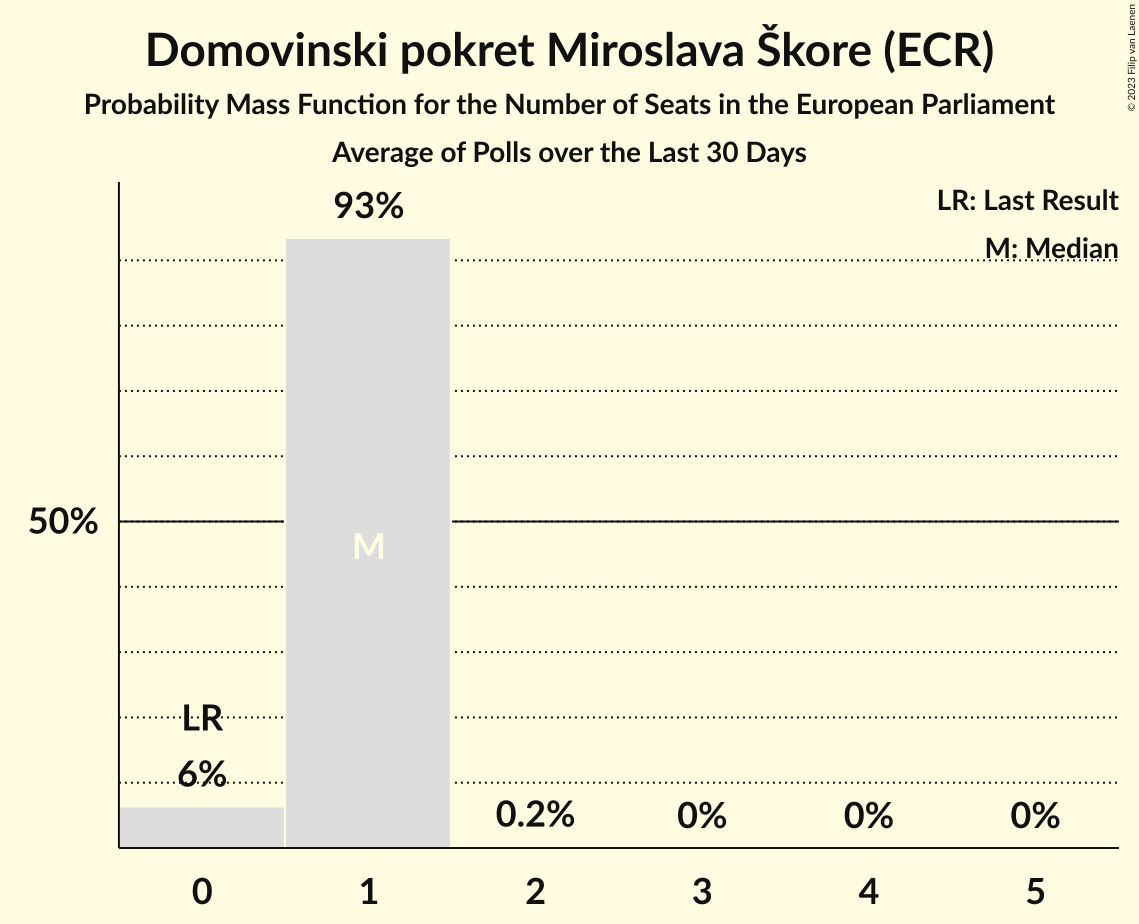 Domovinski pokret Miroslava Škore (ECR)
Probability Mass Function for the Number of Seats in the European Parliament
Average of Polls over the Last 30 Days
© 2023 Filip van Laenen
LR: Last Result
M: Median
93%
50%
M
LR
6%
0.2%
0%
0%
0%
0
1
2
3
4
5